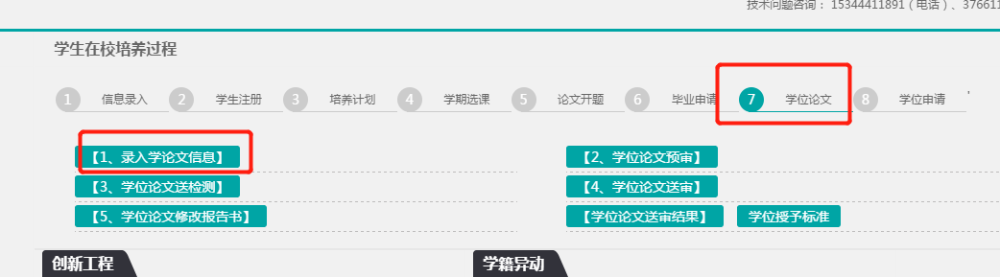 技术问题咨询： 15344411891（电话）、37661
学生在校培养过程
1 信息录入 2 学生注册 3 培养计划 4 学期选课 5 论文开题 6 毕业申请 7 学位论文 8 学位申请
【1、录入学论文信息】 【2、学位论文预审】
【3、学位论文送检测】 【4、学位论文送审】
【5、学位论文修改报告书】 【学位论文送审结果】 学位授予标准
创新工程 学籍异动